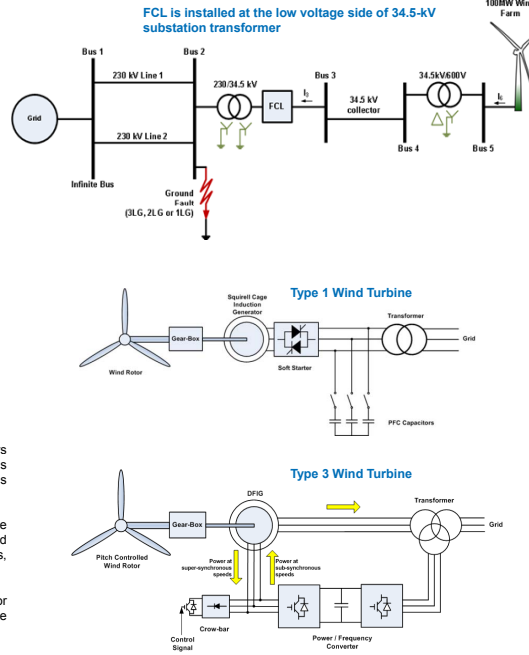 FCL is installed at the low voltage side of 34.5-kV
substation transformer
100MW Win
Farm
Bus 1
Bus 2
230 kV Line 1
230/34.5 kV
Bus 3
34.5kV/600V
Grid
FCL
34.5 kV
collector
230 kV Line 2
Bus 4
Bus 5
Infinite Bus
Ground
Fault
(3LG, 2LG or 1LG)
Type 1 Wind Turbine
Squirell Cage
Induction
Generator
Transformer
Gear-Box
Grid
Wind Rotor
Soft Starter
PFC Capacitors
Type 3 Wind Turbine
DFIG
Transformer
Gear-Box
Grid
Pitch Controlled
Wind Rotor
Power at
super-synchronous
speeds
Power at
sub-synchronous
speeds
Crow-bar
Control
Signal
Power / Frequency
Converter